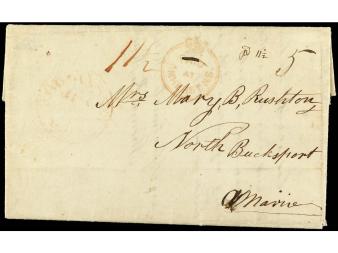 11½ 5
Mrs Mary B, Rushton
North Bucksport
Maine